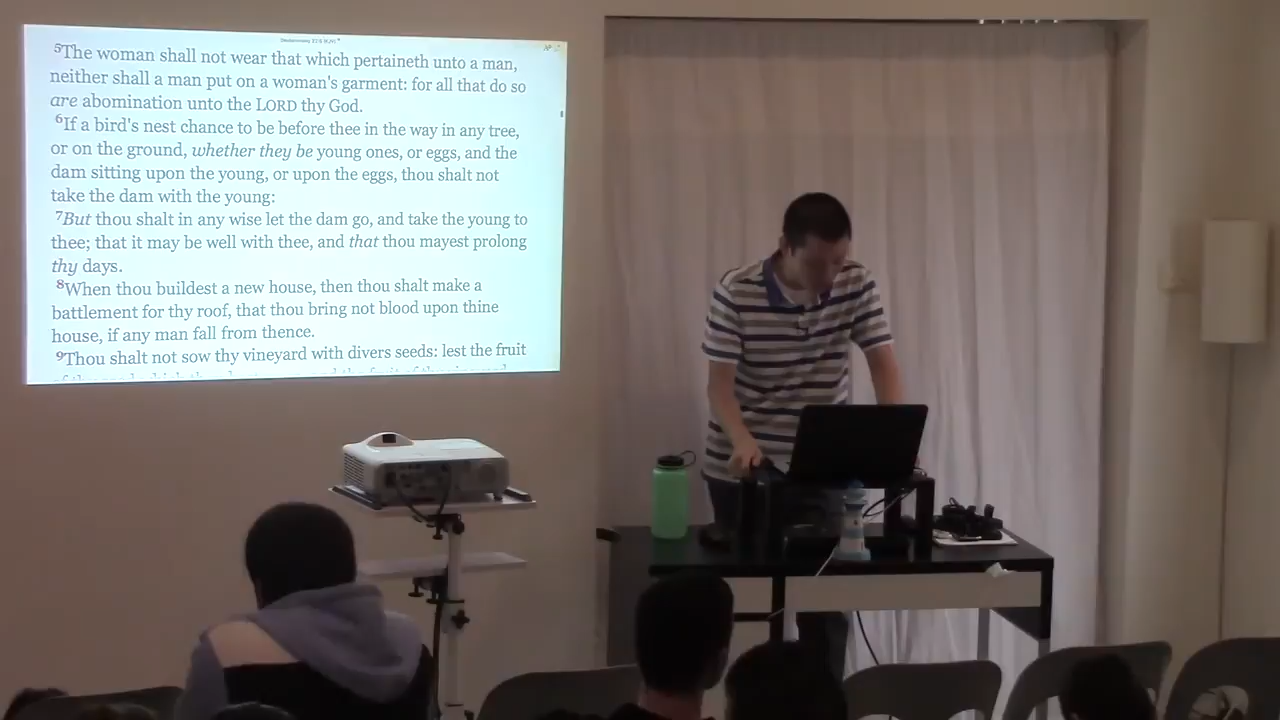 ⁵The woman shall not wear that which pertaineth unto a man,
neither shall a man put on a woman's garment: for all that do so
are abomination unto the LORD thy God.
⁶If a bird's nest chance to be before thee in the way in any tree,
or on the ground, whether they be young ones, or eggs, and the
dam sitting upon the young, or upon the eggs, thou shalt not
take the dam with the young:
⁷But thou shalt in any wise let the dam go, and take the young to
thee; that it may be well with thee, and that thou mayest prolong
thy days.
⁸When thou buildest a new house, then thou shalt make a
battlement for thy roof, that thou bring not blood upon thine
house, if any man fall from thence.
⁹Thou shalt not sow thy vineyard with divers seeds: lest the fruit